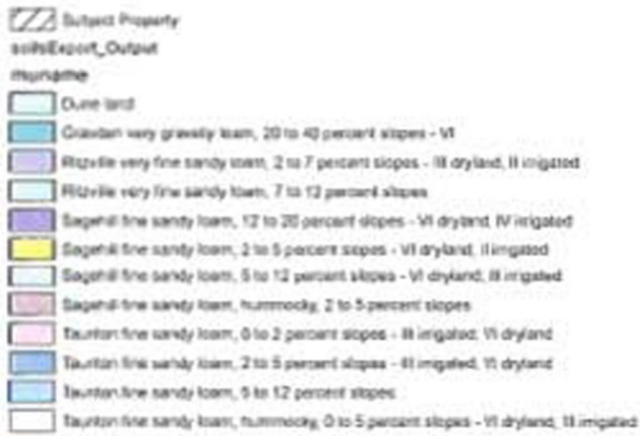 Subject Property
soilsExport_Output
muname
Dune land
Gravden very gravelly loam, 20 to 40 percent slopes - VI
Ritzville very fine sandy loam, 2 to 7 percent slopes - III dryland, II irrigated
Ritzville very fine sandy loam, 7 to 12 percent slopes
Sagehill fine sandy loam, 12 to 20 percent slopes - VI dryland, IV irrigated
Sagehill fine sandy loam, 2 to 5 percent slopes - VI dryland, II irrigated
Sagehill fine sandy loam, 5 to 12 percent slopes - VI dryland, III irrigated
Sagehill fine sandy loam, hummocky, 2 to 5 percent slopes
Taunton fine sandy loam, 0 to 2 percent slopes - III irrigated, VI dryland
Taunton fine sandy loam, 2 to 5 percent slopes - III irrigated, VI dryland
Taunton fine sandy loam, 5 to 12 percent slopes
Taunton fine sandy loam, hummocky, 0 to 5 percent slopes - VI dryland, III irrigated